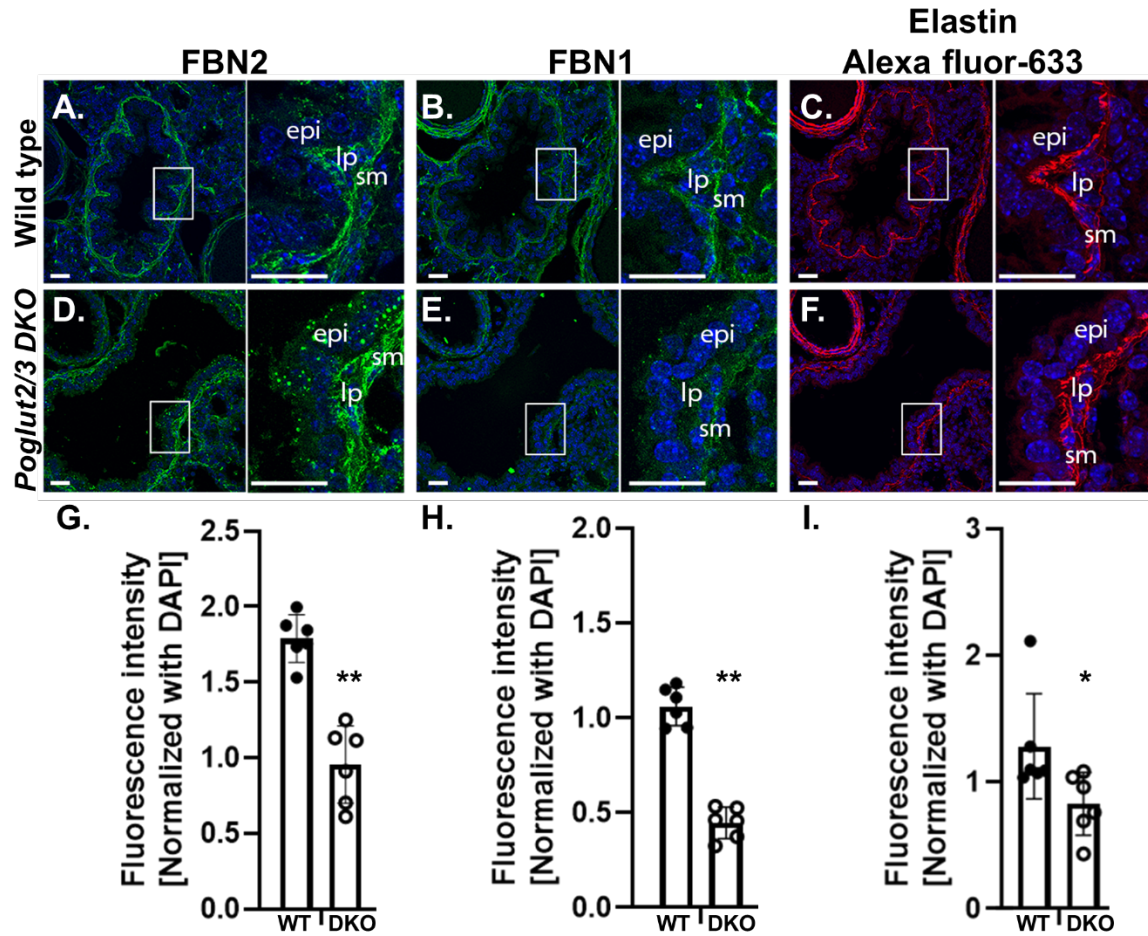 FBN2
FBN1
Elastin
Alexa fluor-633
Wild type
A.
epi
lp
sm
B.
epi
lp
sm
C.
epi
lp
sm
Poglut2/3 DKO
D.
epi
sm
lp
E.
epi
lp
sm
F.
epi
lp
sm
G.
Fluorescence intensity
[Normalized with DAPI]
2.5
2.0
1.5
1.0
0.5
0.0
**
WT
DKO
H.
Fluorescence intensity
[Normalized with DAPI]
2.0
1.5
1.0
0.5
0.0
**
WT
DKO
I.
Fluorescence intensity
[Normalized with DAPI]
3
2
1
0
*
WT
DKO